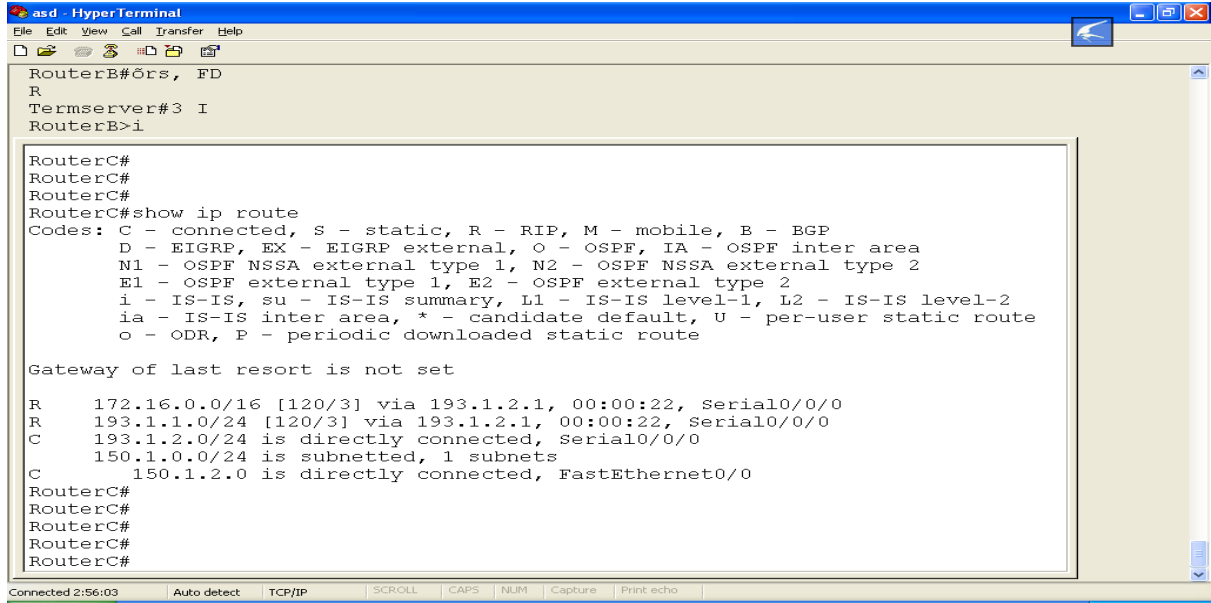 asd - HyperTerminal
File Edit View Call Transfer Help
RouterB#õrs, FD
R
Termserver#3 I
RouterB>i
RouterC#
RouterC#
RouterC#
RouterC#show ip route
Codes: C - connected, S - static, R - RIP, M - mobile, B - BGP
D - EIGRP, EX - EIGRP external, O - OSPF, IA - OSPF inter area
N1 - OSPF NSSA external type 1, N2 - OSPF NSSA external type 2
E1 - OSPF external type 1, E2 - OSPF external type 2
i - IS-IS, su - IS-IS summary, L1 - IS-IS level-1, L2 - IS-IS level-2
ia - IS-IS inter area, * - candidate default, U - per-user static route
o - ODR, P - periodic downloaded static route
Gateway of last resort is not set
R 172.16.0.0/16 [120/3] via 193.1.2.1, 00:00:22, Serial0/0/0
R 193.1.1.0/24 [120/3] via 193.1.2.1, 00:00:22, Serial0/0/0
C 193.1.2.0/24 is directly connected, Serial0/0/0
150.1.0.0/24 is subnetted, 1 subnets
C 150.1.2.0 is directly connected, FastEthernet0/0
RouterC#
RouterC#
RouterC#
RouterC#
RouterC#
Connected 2:56:03 Auto detect TCP/IP SCROLL CAPS NUM Capture Print echo